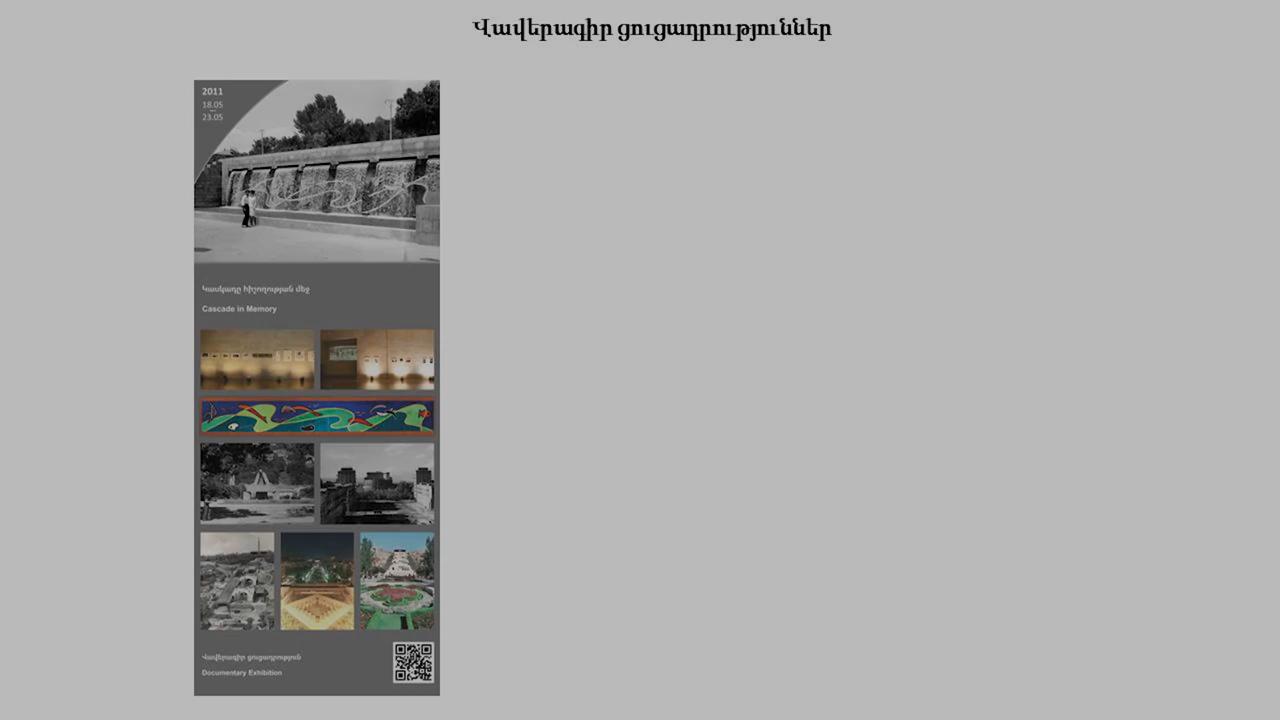 Վավերագիր ցուցադրություններ
2011
18.05
23.05
Կասկադը հիշողության մեջ
Cascade in Memory
Վավերագիր ցուցադրություն
Documentary Exhibition